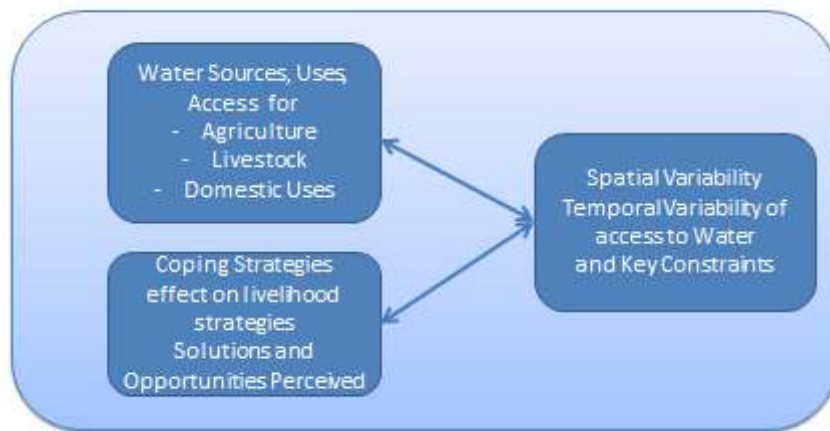 Water Sources, Uses,
Access for
- Agriculture
- Livestock
- Domestic Uses
Coping Strategies
effect on livelihood
strategies
Solutions and
Opportunities Perceived
Spatial Variability
Temporal Variability of
access to Water
and Key Constraints